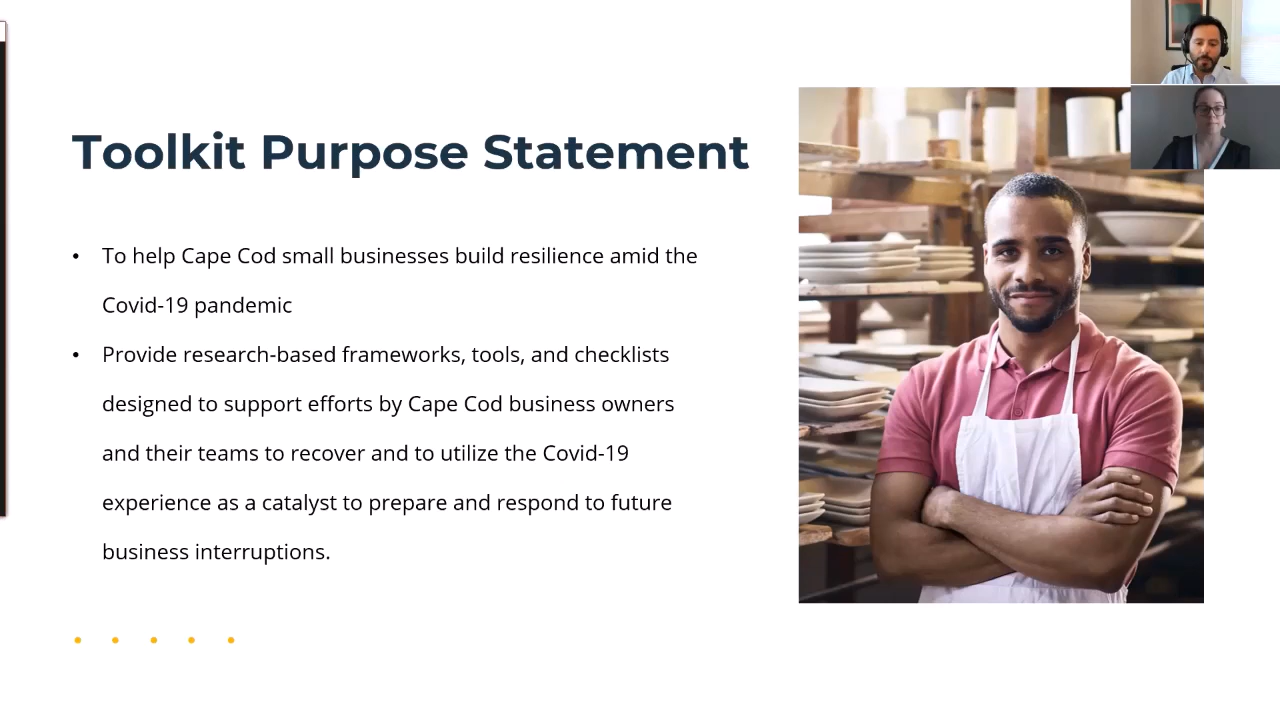 Toolkit Purpose Statement
• To help Cape Cod small businesses build resilience amid the
Covid-19 pandemic
• Provide research-based frameworks, tools, and checklists
designed to support efforts by Cape Cod business owners
and their teams to recover and to utilize the Covid-19
experience as a catalyst to prepare and respond to future
business interruptions.